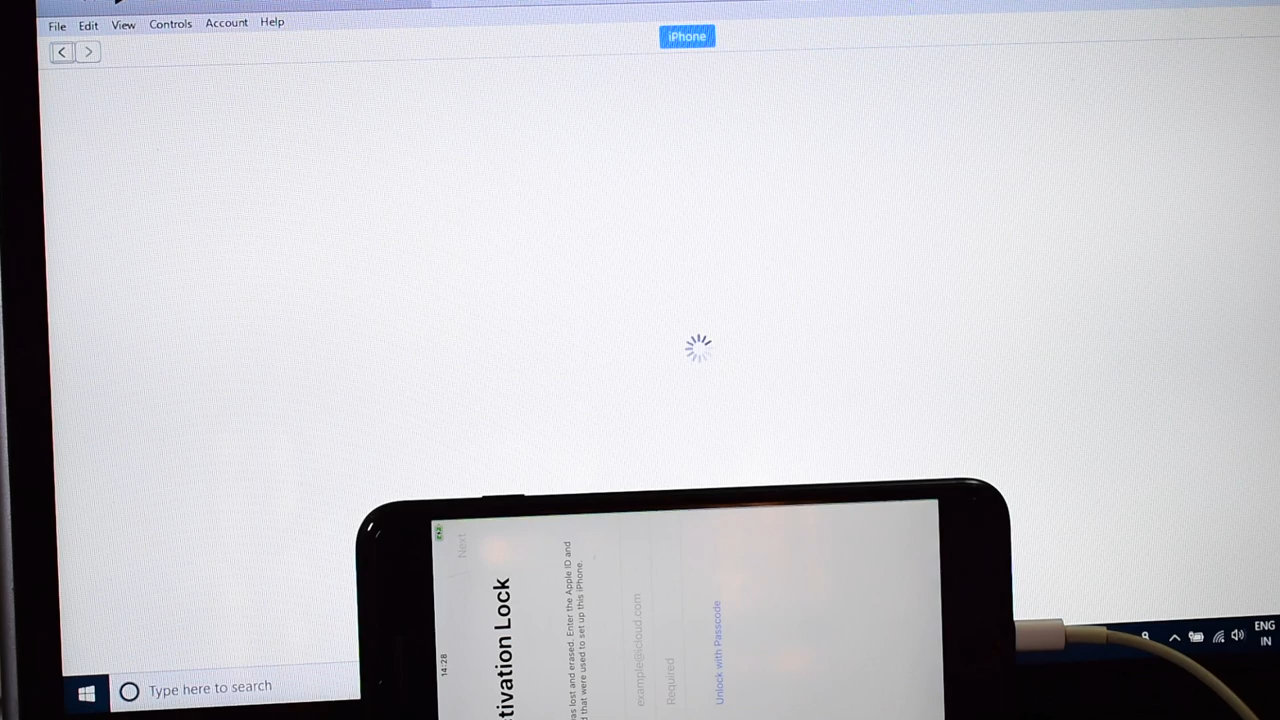 File Edit View Controls Account Help
iPhone
Next
14:28
tivation Lock
was lost and erased. Enter the Apple ID and
d that were used to set up this iPhone.
example@icloud.com
Required
Unlock with Passcode
ENG
IN
Type here to search